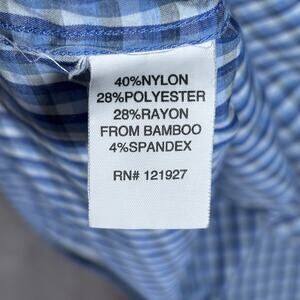 40%NYLON
28%POLYESTER
28%RAYON
FROM BAMBOO
4%SPANDEX
RN# 121927